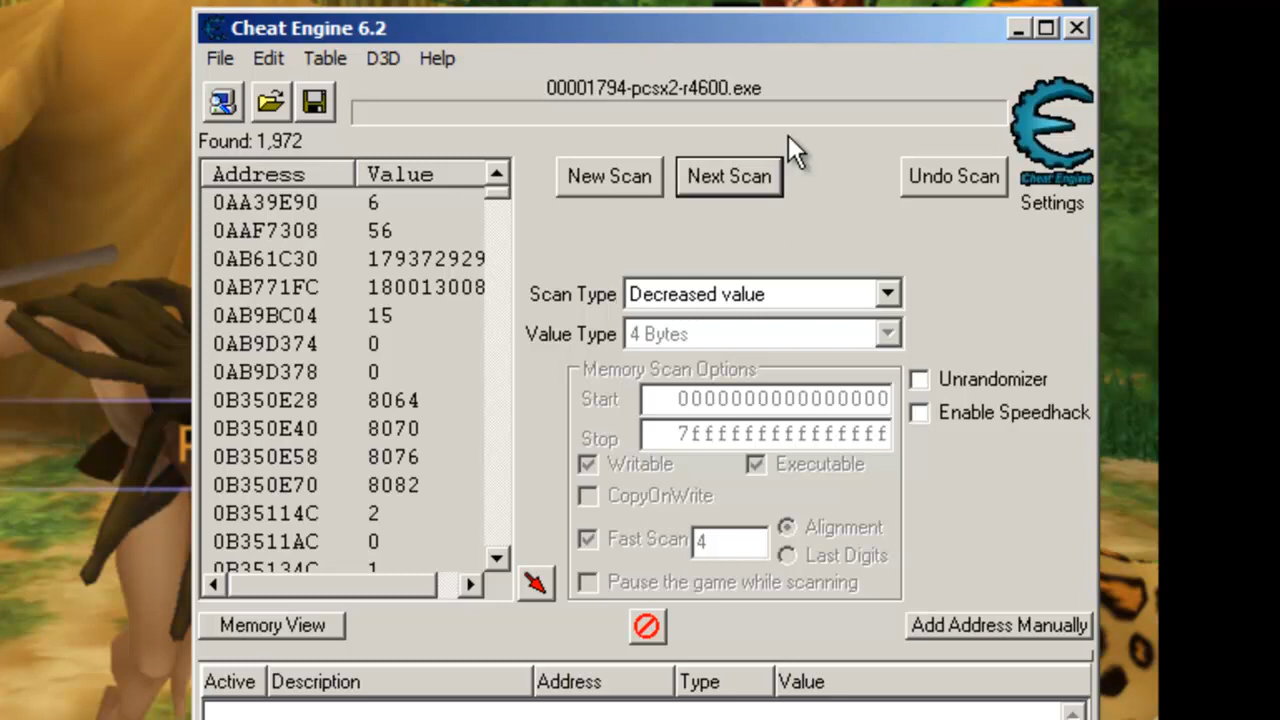 Cheat Engine 6.2
File Edit Table D3D Help
00001794-pcsx2-r4600.exe
Found: 1,972
Address Value
0AA39E90 6
0AAF7308 56
0AB61C30 179372929
0AB771FC 180013008
0AB9BC04 15
0AB9D374 0
0AB9D378 0
0B350E28 8064
0B350E40 8070
0B350E58 8076
0B350E70 8082
0B35114C 2
0B3511AC 0
0B35134C 1
New Scan Next Scan Undo Scan
Cheat Engine
Settings
Scan Type Decreased value
Value Type 4 Bytes
Memory Scan Options
Start 0000000000000000
Stop 7fffffffffffffff
Writable Executable
CopyOnWrite
Fast Scan 4 Alignment
Last Digits
Pause the game while scanning
Unrandomizer
Enable Speedhack
Memory View Add Address Manually
Active Description Address Type Value